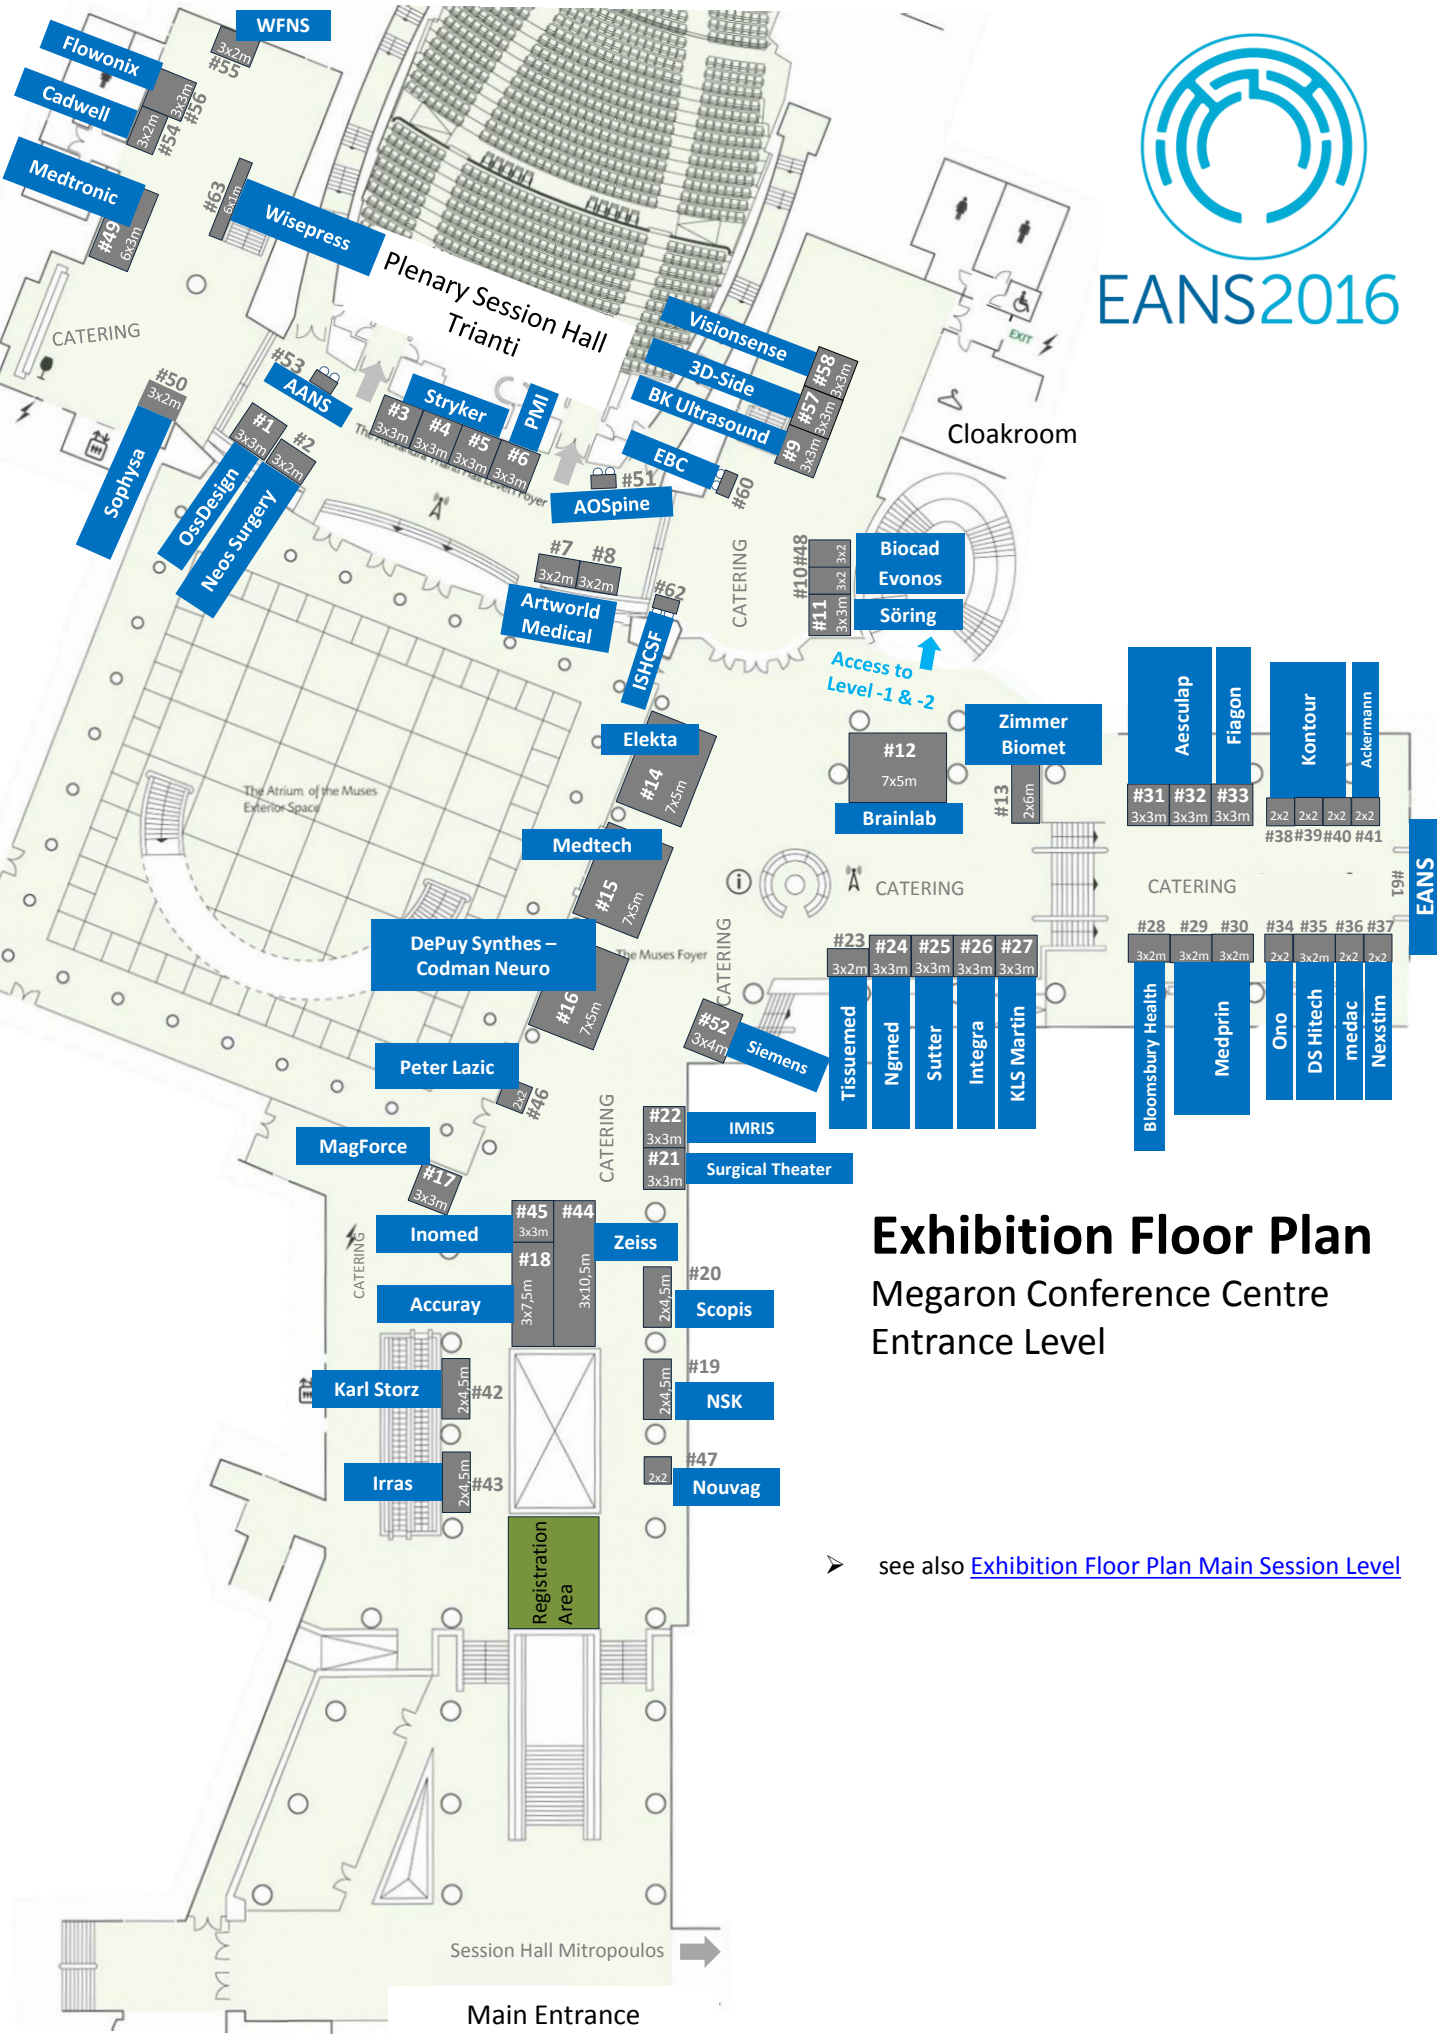 WFNS
3x2m
#55
Flowonix
3x3m
#56
Cadwell
3x2m
#54
Medtronic
#49
6x3m
#63
6x1m
Wisepress
EANS2016
Plenary Session Hall
Trianti
CATERING
EXIT
Cloakroom
Visionsense
#58
3x3m
3D-Side
#57
3x3m
BK Ultrasound
#9
3x3m
EBC
#60
#53
AANS
Stryker
PMI
#3
3x3m
#4
3x3m
#5
3x3m
#6
3x3m
#51
AOSpine
#50
3x2m
Sophysa
#1
3x3m
OssDesign
#2
3x2m
Neos Surgery
#7
3x2m
#8
3x2m
Artworld
Medical
#62
ISHCSF
CATERING
#48
3x2
Biocad
#10
3x2
Evonos
#11
3x3m
Söring
Access to
Level -1 & -2
Elekta
#14
7x5m
#12
7x5m
Brainlab
Zimmer
Biomet
#13
2x6m
Aesculap
Fiagon
Kontour
Ackermann
#31
3x3m
#32
3x3m
#33
3x3m
2x2
2x2
2x2
2x2
#38
#39
#40
#41
The Atrium of the Muses
Exterior Space
Medtech
#15
7x5m
CATERING
CATERING
#61
EANS
DePuy Synthes –
Codman Neuro
#16
7x5m
The Muses Foyer
CATERING
#23
3x2m
#24
3x3m
#25
3x3m
#26
3x3m
#27
3x3m
Tissuemed
Ngmed
Sutter
Integra
KLS Martin
#28
3x2m
#29
3x2m
#30
3x2m
#34
2x2
#35
3x2m
#36
2x2
#37
2x2
Bloomsbury Health
Medprin
Ono
DS Hitech
medac
Nexstim
#52
3x4m
Siemens
Peter Lazic
2x2
#46
CATERING
#22
3x3m
IMRIS
#21
3x3m
Surgical Theater
MagForce
#17
3x3m
CATERING
Inomed
#45
3x3m
#44
3x10,5m
Zeiss
#18
3x7,5m
Accuray
#20
2x4,5m
Scopis
Exhibition Floor Plan
Megaron Conference Centre
Entrance Level
Karl Storz
2x4,5m
#42
#19
2x4,5m
NSK
Irras
2x4,5m
#43
#47
2x2
Nouvag
Registration
Area
see also Exhibition Floor Plan Main Session Level
Session Hall Mitropoulos
Main Entrance